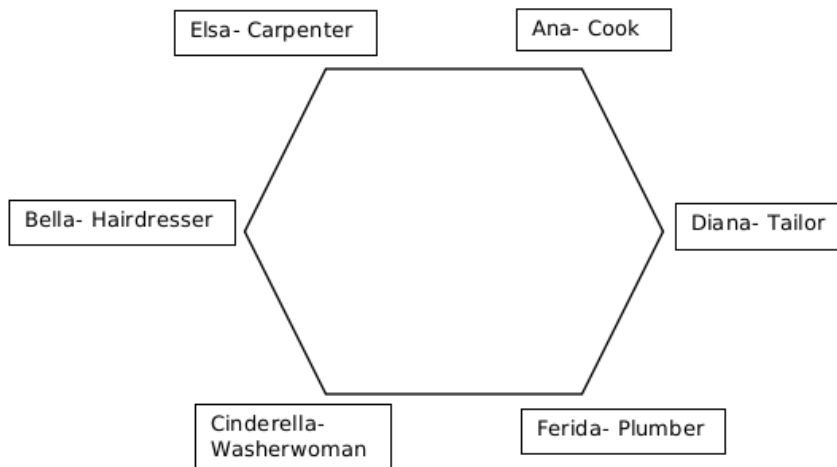 Elsa- Carpenter
Ana- Cook
Bella- Hairdresser
Diana- Tailor
Cinderella-
Washerwoman
Ferida- Plumber